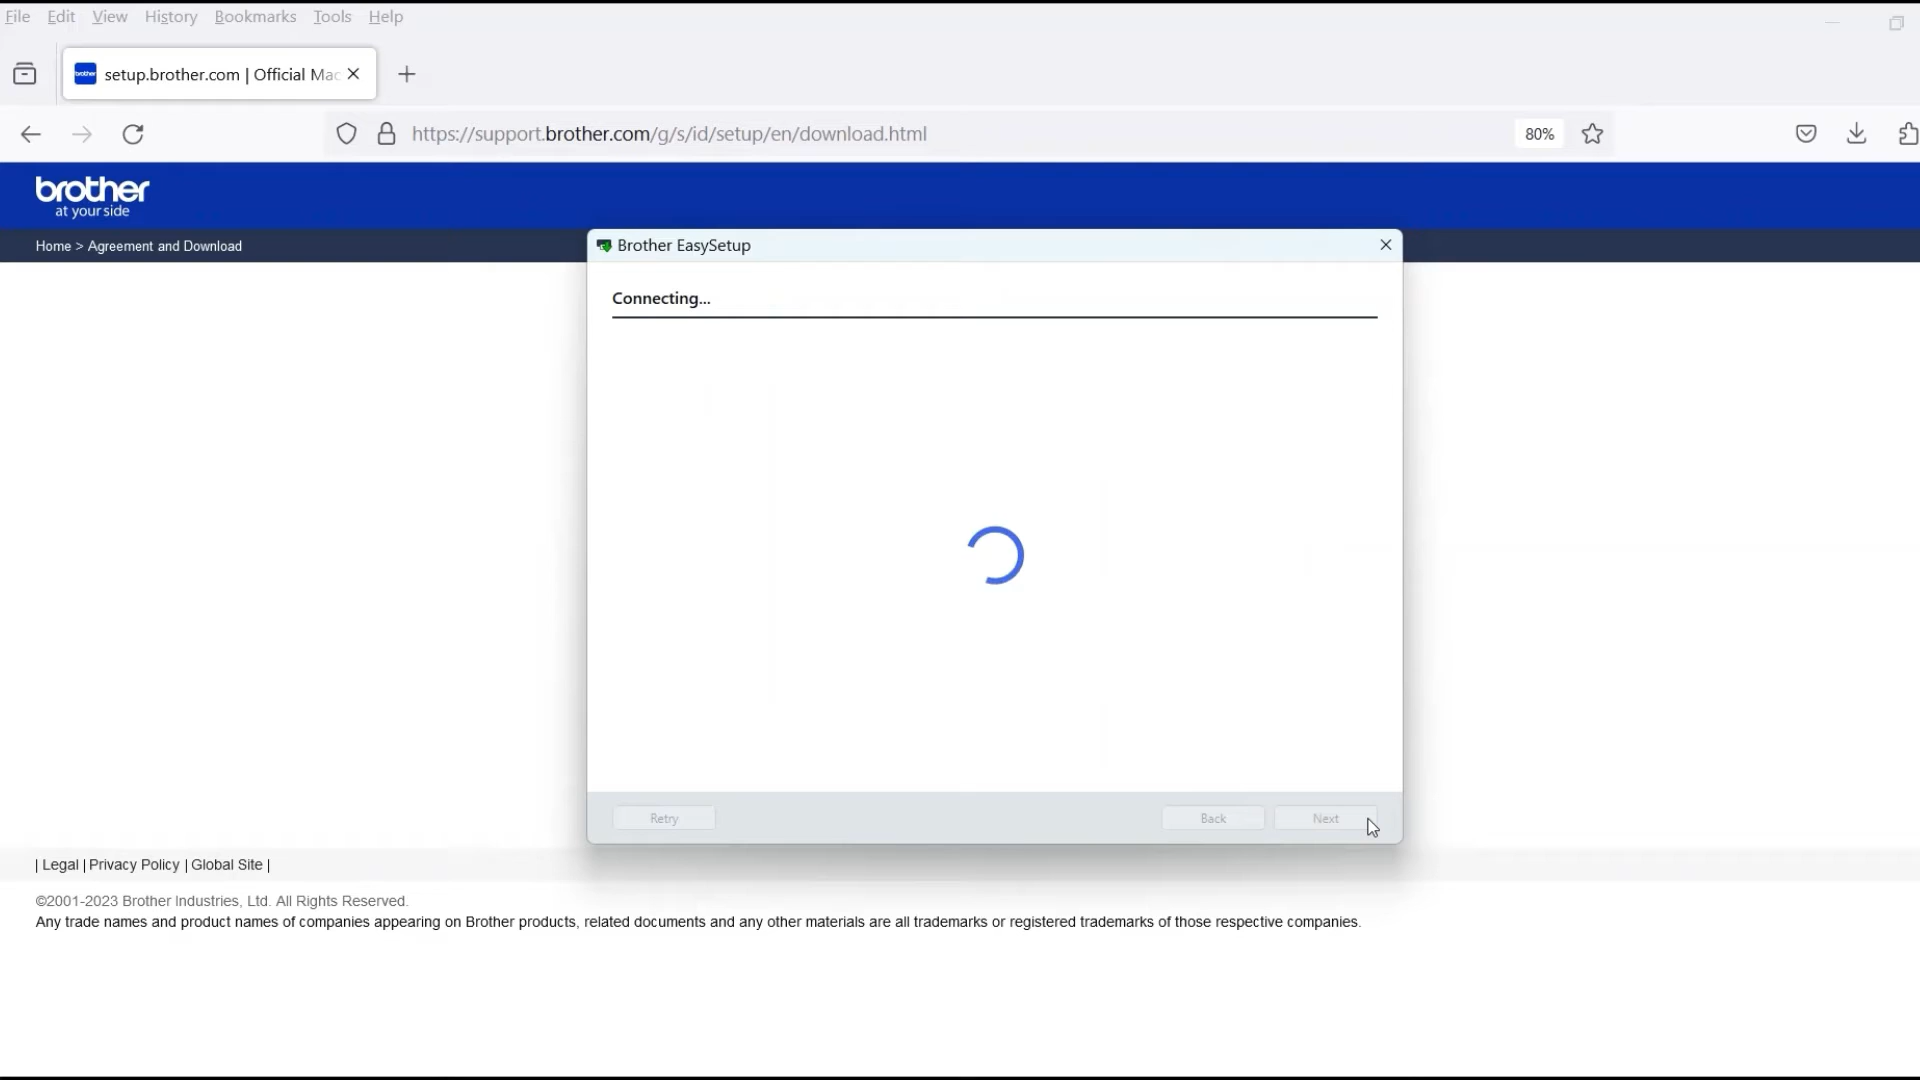 File Edit View History Bookmarks Tools Help
setup.brother.com | Official Mac
https://support.brother.com/g/s/id/setup/en/download.html 80%
brother
at your side
Home > Agreement and Download
Brother EasySetup
Connecting...
Retry Back Next
| Legal | Privacy Policy | Global Site |
©2001-2023 Brother Industries, Ltd. All Rights Reserved.
Any trade names and product names of companies appearing on Brother products, related documents and any other materials are all trademarks or registered trademarks of those respective companies.